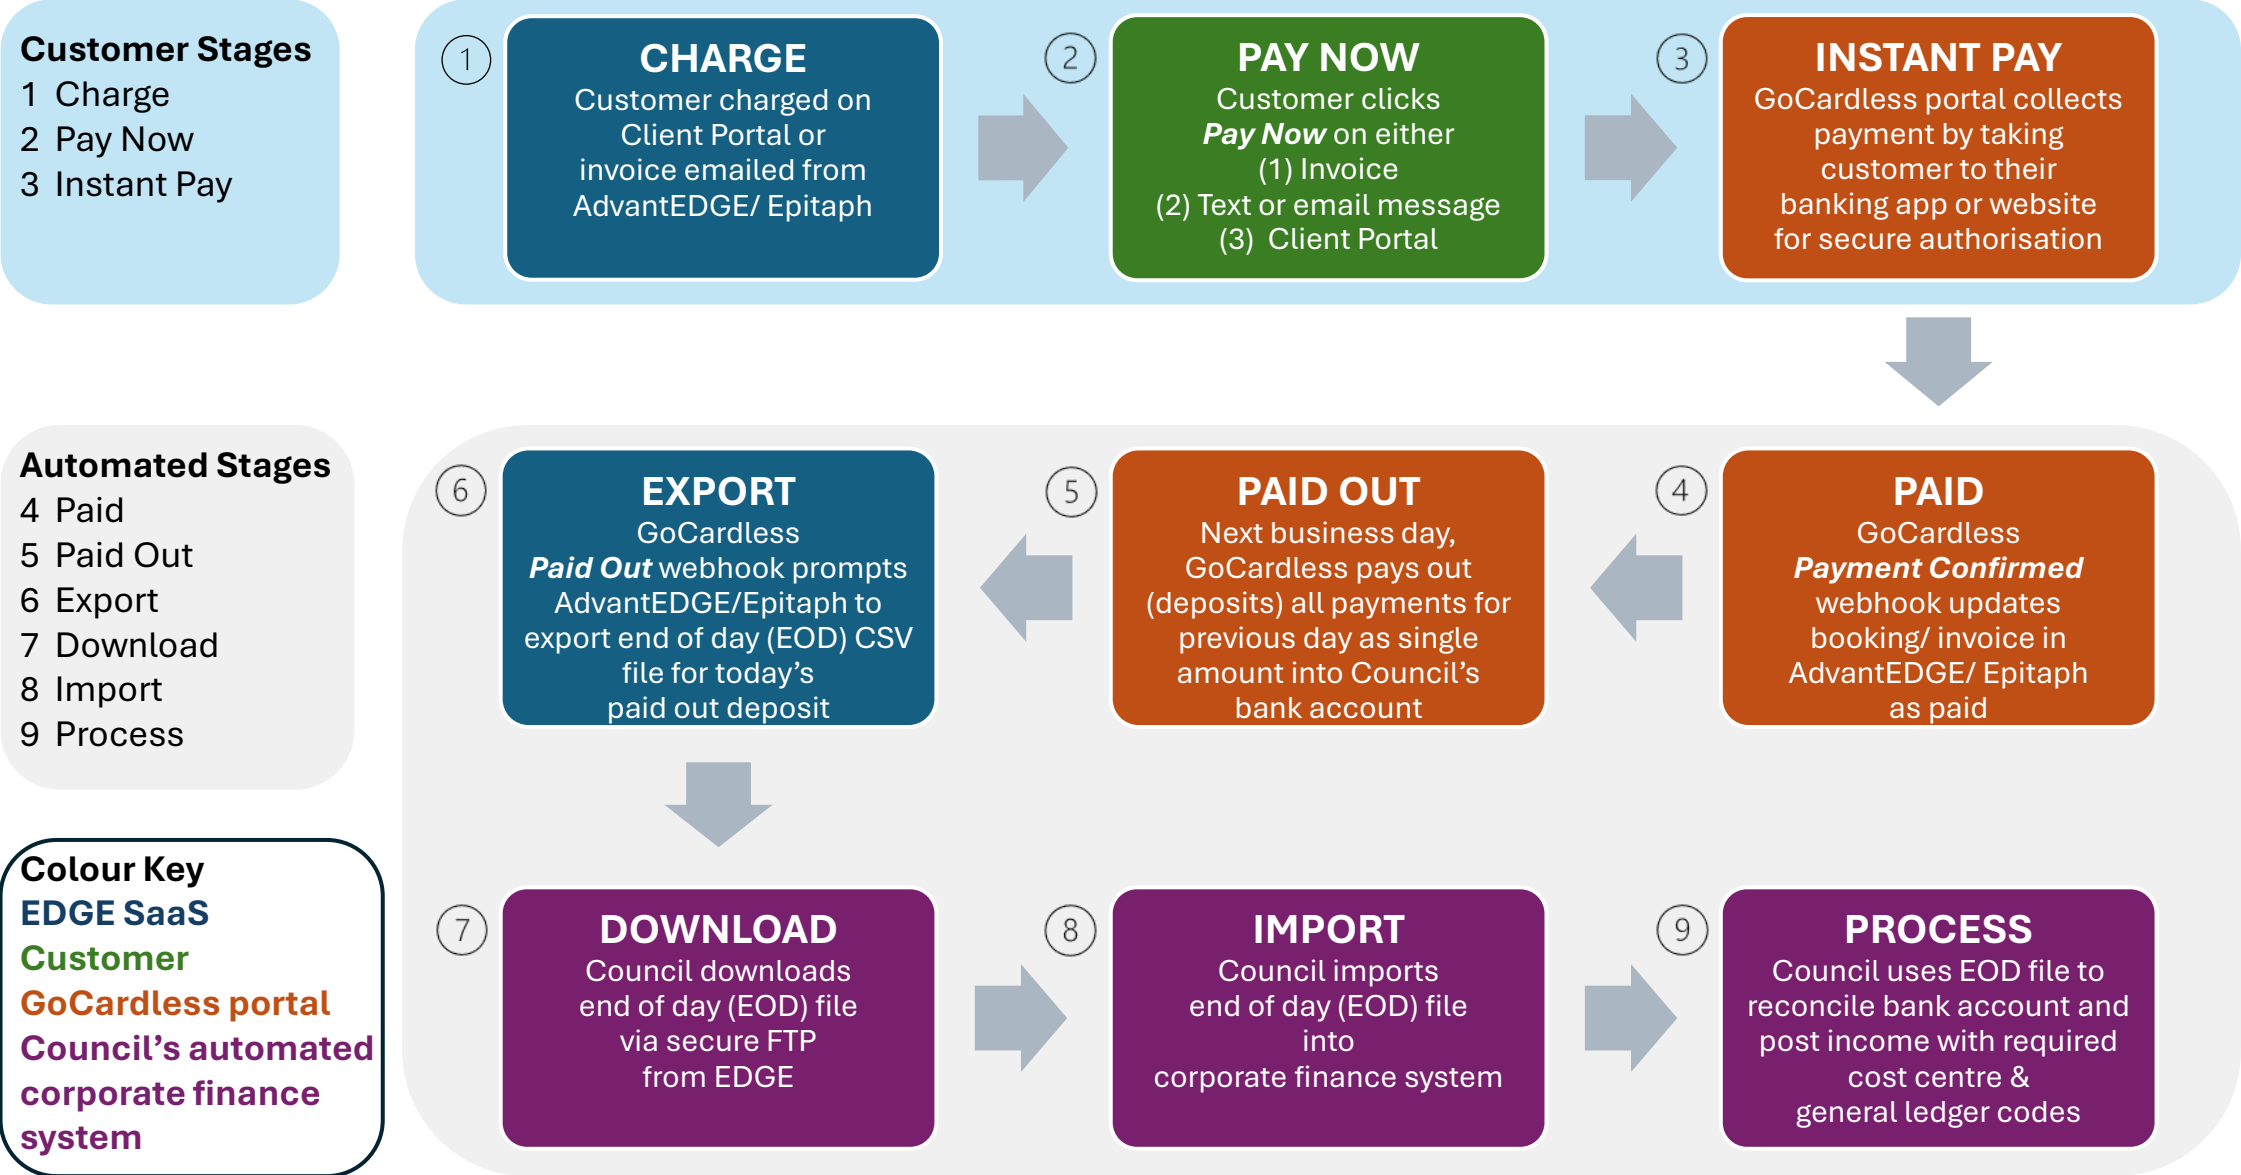 Customer Stages
1 Charge
2 Pay Now
3 Instant Pay
1
CHARGE
Customer charged on
Client Portal or
invoice emailed from
AdvantEDGE/ Epitaph
2
PAY NOW
Customer clicks
Pay Now on either
(1) Invoice
(2) Text or email message
(3) Client Portal
3
INSTANT PAY
GoCardless portal collects
payment by taking
customer to their
banking app or website
for secure authorisation
Automated Stages
4 Paid
5 Paid Out
6 Export
7 Download
8 Import
9 Process
6
EXPORT
GoCardless
Paid Out webhook prompts
AdvantEDGE/Epitaph to
export end of day (EOD) CSV
file for today’s
paid out deposit
5
PAID OUT
Next business day,
GoCardless pays out
(deposits) all payments for
previous day as single
amount into Council’s
bank account
4
PAID
GoCardless
Payment Confirmed
webhook updates
booking/ invoice in
AdvantEDGE/ Epitaph
as paid
Colour Key
EDGE SaaS
Customer
GoCardless portal
Council’s automated
corporate finance
system
7
DOWNLOAD
Council downloads
end of day (EOD) file
via secure FTP
from EDGE
8
IMPORT
Council imports
end of day (EOD) file
into
corporate finance system
9
PROCESS
Council uses EOD file to
reconcile bank account and
post income with required
cost centre &
general ledger codes